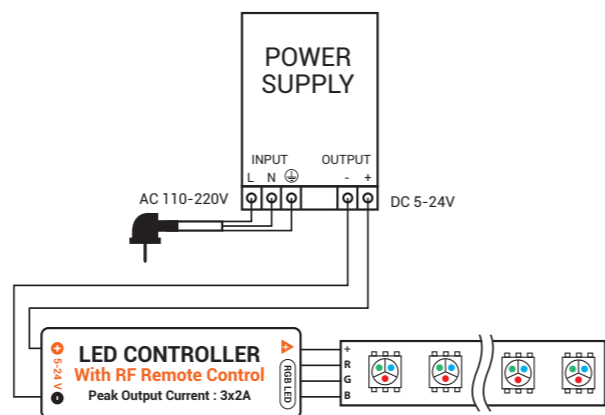 POWER
SUPPLY
INPUT OUTPUT
L N - +
AC 110-220V
DC 5-24V
+ 5-24 V -
LED CONTROLLER
With RF Remote Control
Peak Output Current : 3x2A
+
RGB LED
+
R
G
B